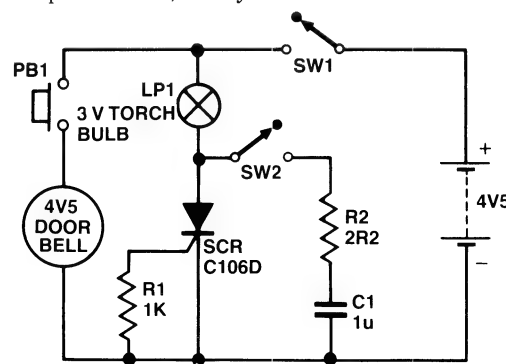 PB1
LP1
3 V TORCH
BULB
SW1
SW2
4V5
DOOR
BELL
SCR
C106D
R1
1K
R2
2R2
C1
1u
+
4V5
−